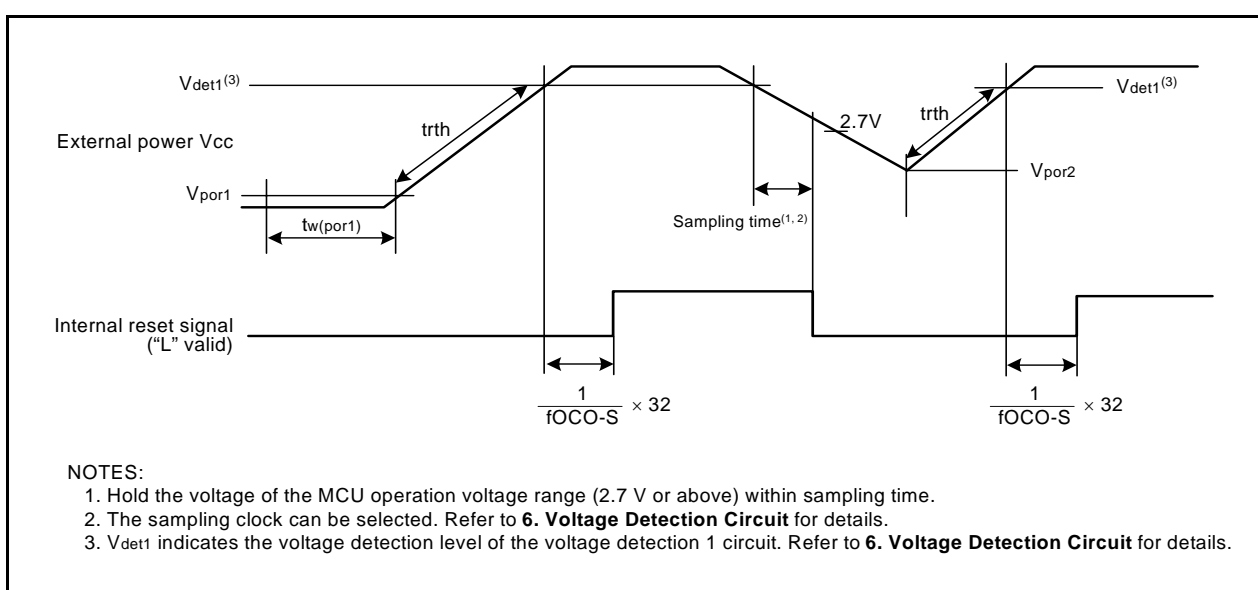 Vdet1(3)
Vdet1(3)
2.7V
trth
trth
External power Vcc
Vpor2
Vpor1
Sampling time(1, 2)
tw(por1)
Internal reset signal
(“L” valid)
1
fOCO-S
× 32
1
fOCO-S
× 32
NOTES:
1. Hold the voltage of the MCU operation voltage range (2.7 V or above) within sampling time.
2. The sampling clock can be selected. Refer to 6. Voltage Detection Circuit for details.
3. Vdet1 indicates the voltage detection level of the voltage detection 1 circuit. Refer to 6. Voltage Detection Circuit for details.